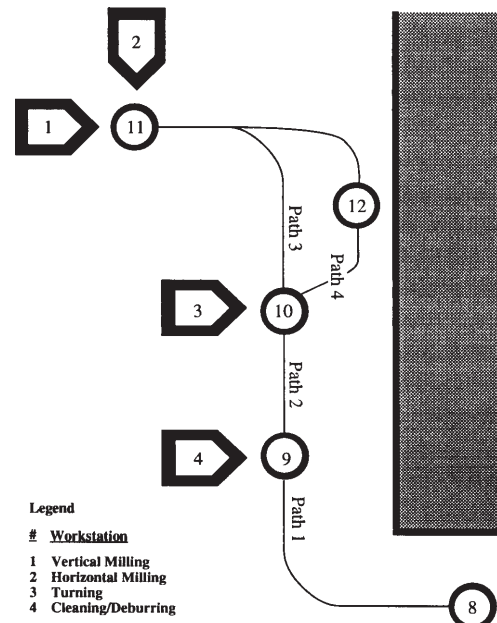 2
1
11
12
Path 3
Path 4
3
10
Path 2
4
9
Path 1
Legend
# Workstation
1 Vertical Milling
2 Horizontal Milling
3 Turning
4 Cleaning/Deburring
8